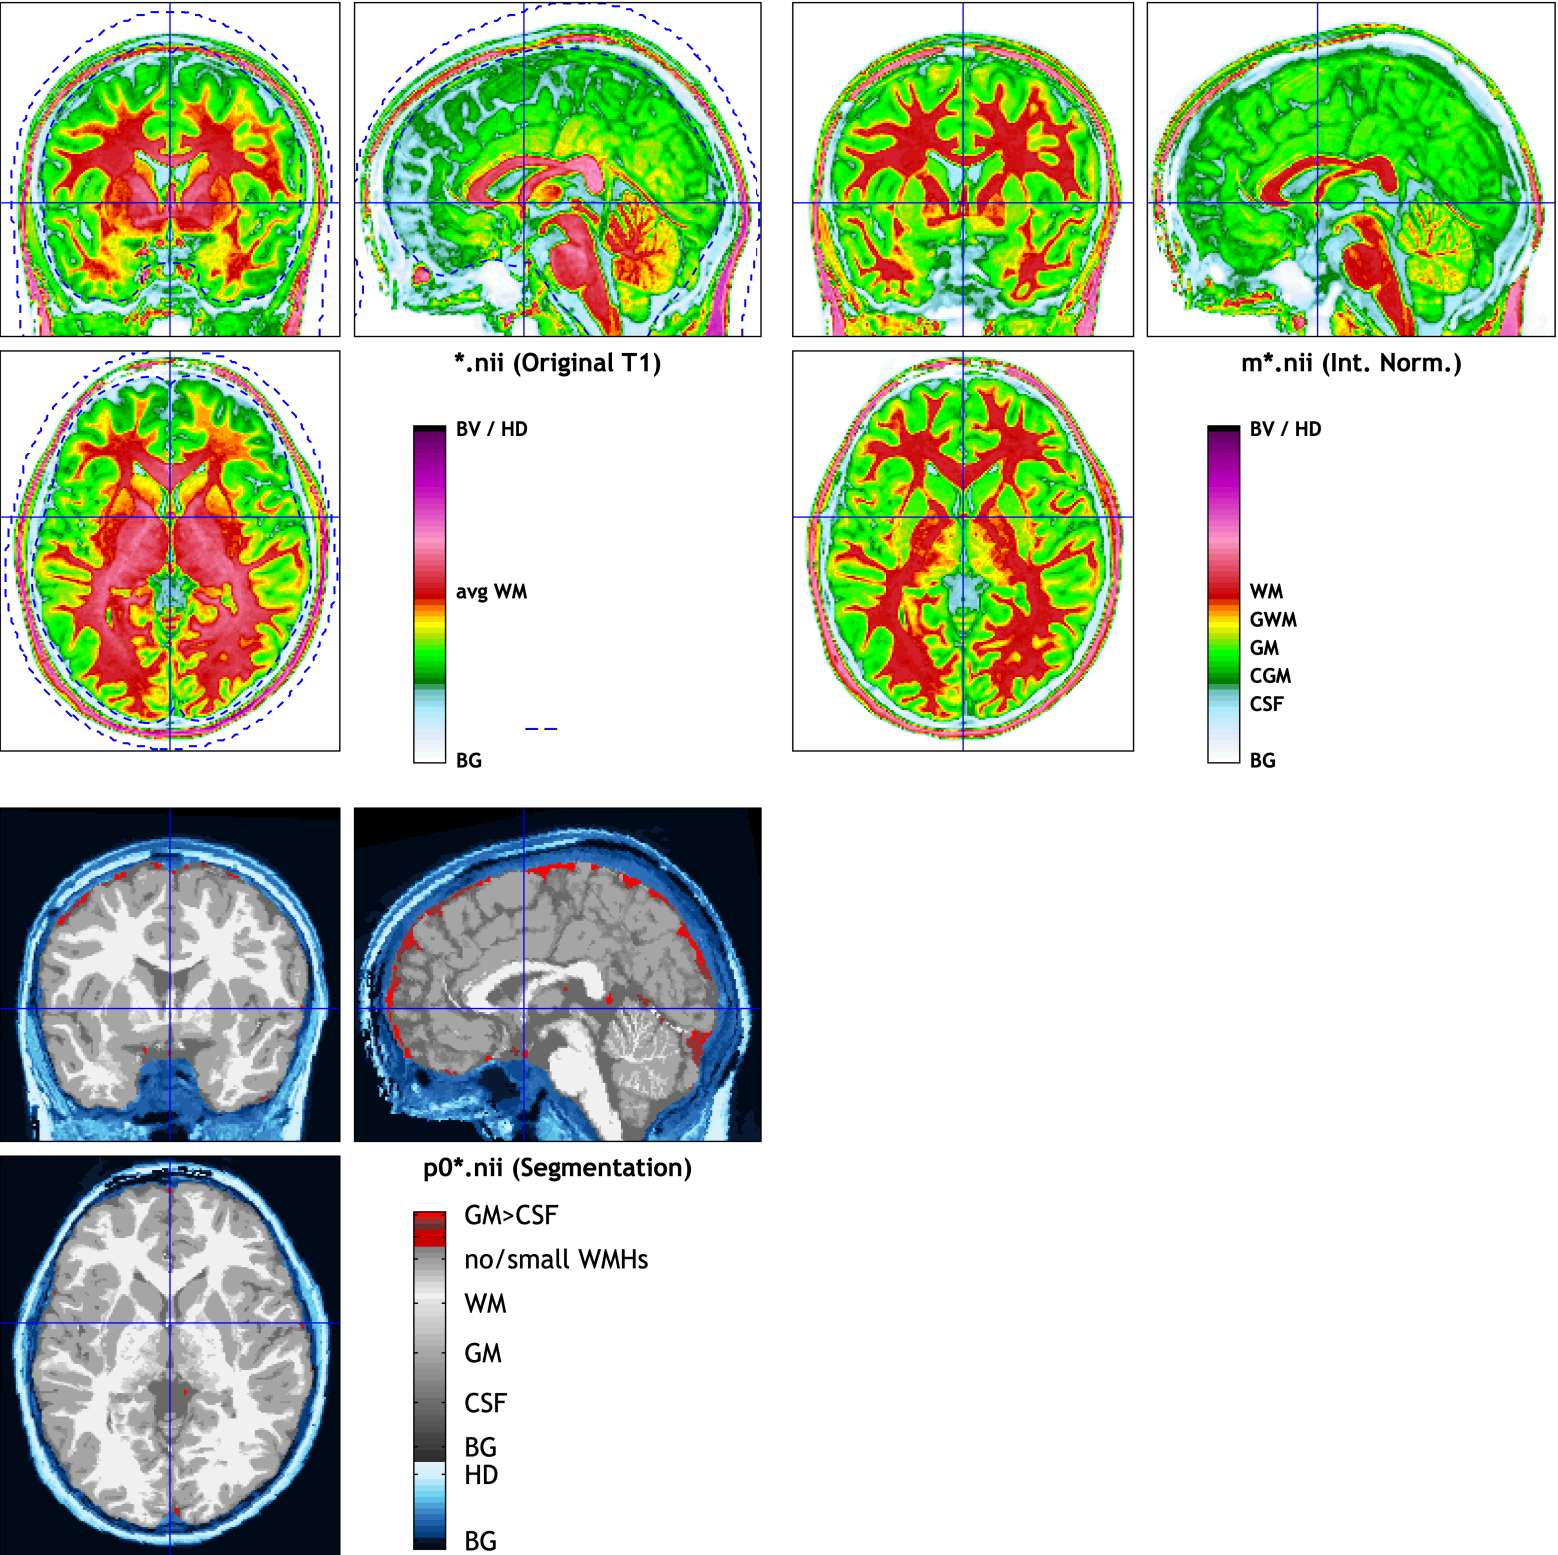 *.nii (Original T1)
BV / HD
avg WM
BG
m*.nii (Int. Norm.)
BV / HD
WM
GWM
GM
CGM
CSF
BG
p0*.nii (Segmentation)
GM>CSF
no/small WMHs
WM
GM
CSF
BG
HD
BG